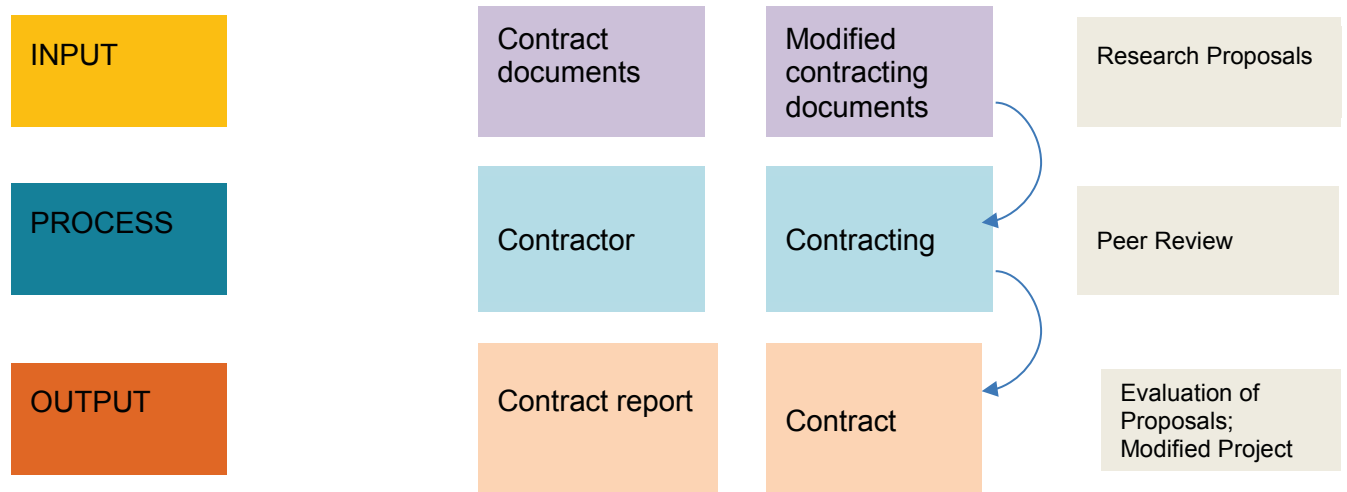 INPUT
Contract
documents
Modified
contracting
documents
Research Proposals
PROCESS
Contractor
Contracting
Peer Review
OUTPUT
Contract report
Contract
Evaluation of
Proposals;
Modified Project